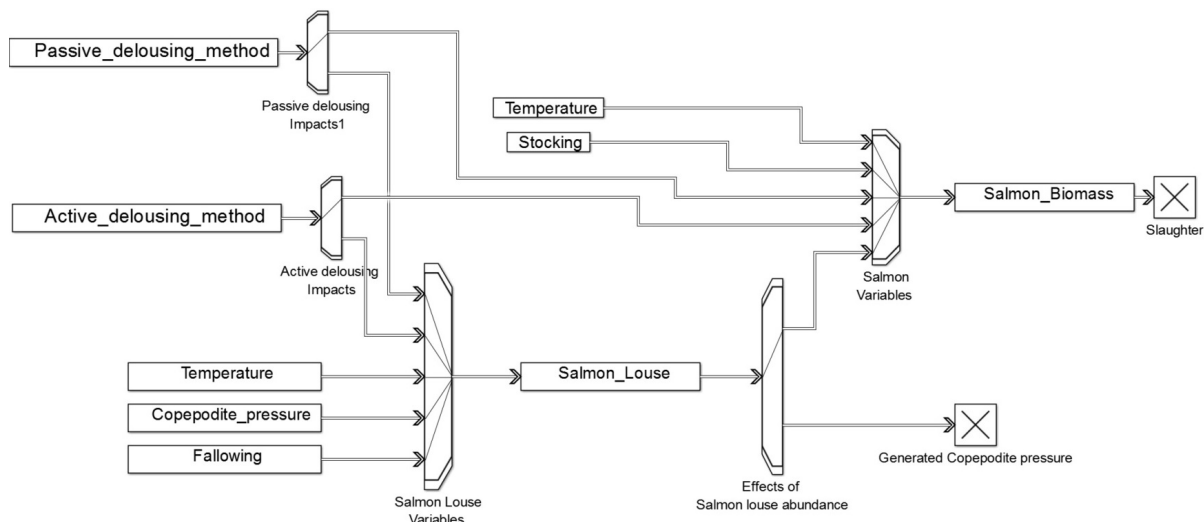 Passive_delousing_method
Passive delousing
Impacts1
Temperature
Stocking
Active_delousing_method
Active delousing
Impacts
Salmon_Biomass
Slaughter
Salmon
Variables
Temperature
Salmon_Louse
Copepodite_pressure
Fallowing
Generated Copepodite pressure
Salmon Louse
Variables
Effects of
Salmon louse abundance